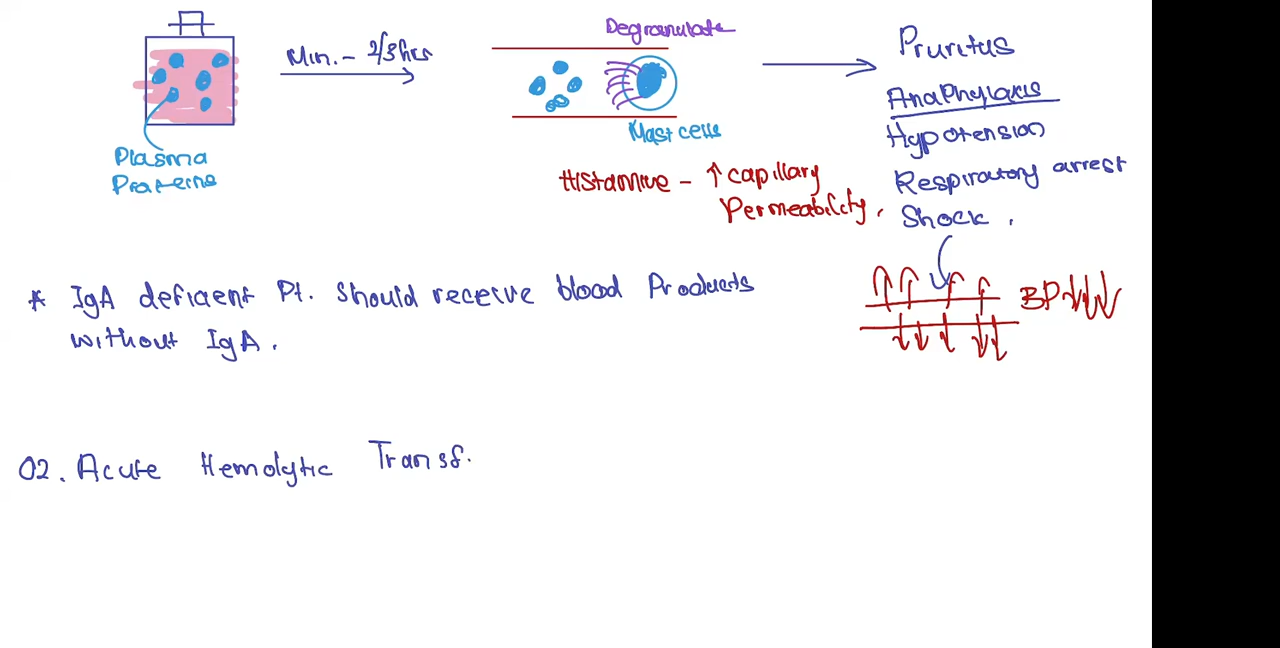 Min. - 2/3hrs
Plasma
Proteins
Degranulate
Mast cells
Histamine - ↑ capillary
Permeability,
Pruritus
Anaphylaxis
Hypotension
Respiratory arrest
Shock.
BP↓↓↓
* IgA deficient Pt. should receive blood Products
without IgA.
02. Acute Hemolytic Transf.